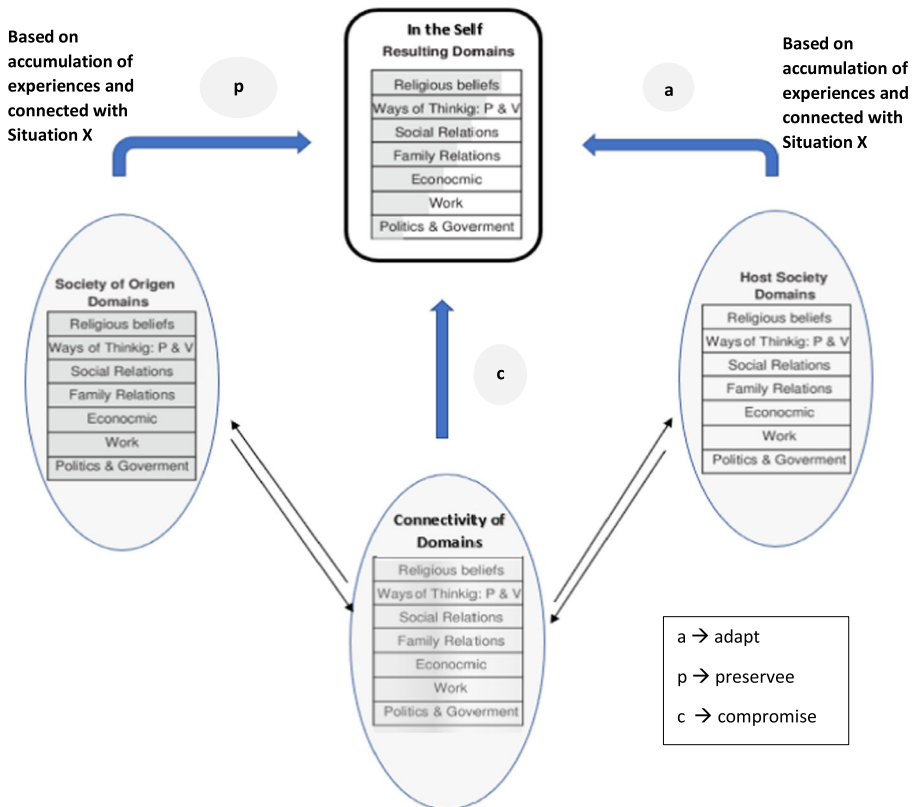 Based on
accumulation of
experiences and
connected with
Situation X
p
In the Self
Resulting Domains
Religious beliefs
Ways of Thinkig: P & V
Social Relations
Family Relations
Econocmic
Work
Politics & Goverment
a
Based on
accumulation of
experiences and
connected with
Situation X
Society of Origen
Domains
Religious beliefs
Ways of Thinkig: P & V
Social Relations
Family Relations
Econocmic
Work
Politics & Goverment
c
Host Society
Domains
Religious beliefs
Ways of Thinkig: P & V
Social Relations
Family Relations
Econocmic
Work
Politics & Goverment
Connectivity of
Domains
Religious beliefs
Ways of Thinkig: P & V
Social Relations
Family Relations
Econocmic
Work
Politics & Goverment
a → adapt
p → preservee
c → compromise